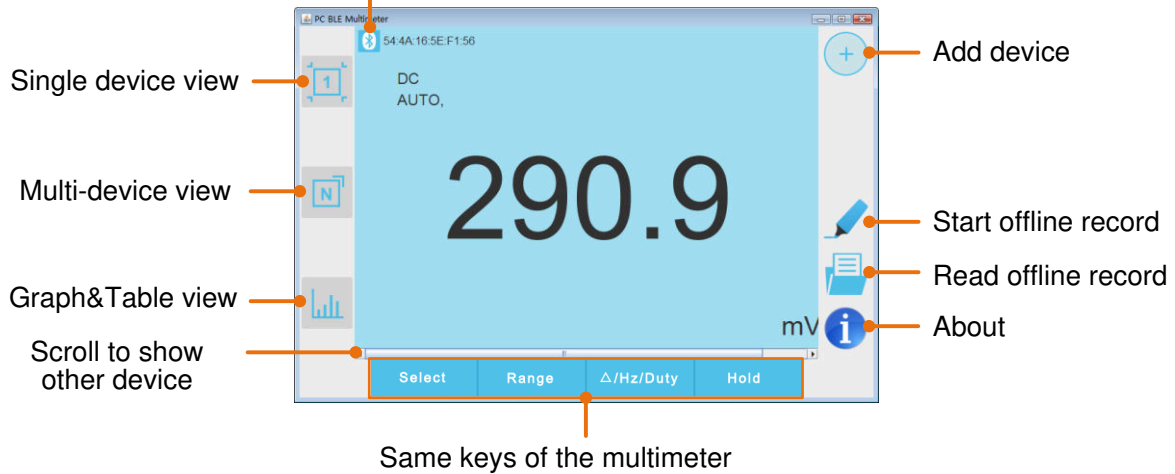 PC BLE Multimeter
54:4A:16:5E:F1:56
Add device
Single device view
1
DC
AUTO,
290.9
Multi-device view
N
Start offline record
Read offline record
Graph&Table view
mV
i
About
Scroll to show
other device
Select Range △/Hz/Duty Hold
Same keys of the multimeter